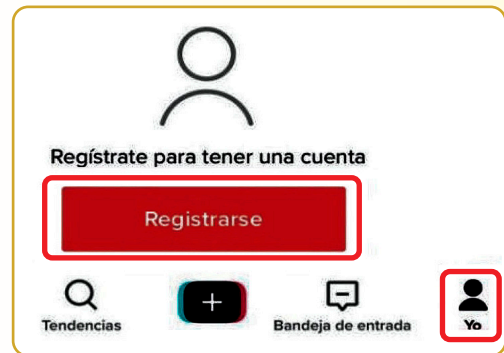 Regístrate para tener una cuenta
Registrarse
Tendencias
Bandeja de entrada
Yo